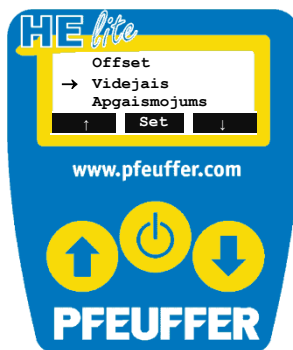 HE lite
Offset
→ Videjais
Apgaismojums
↑ Set ↓
www.pfeuffer.com
PFEUFFER